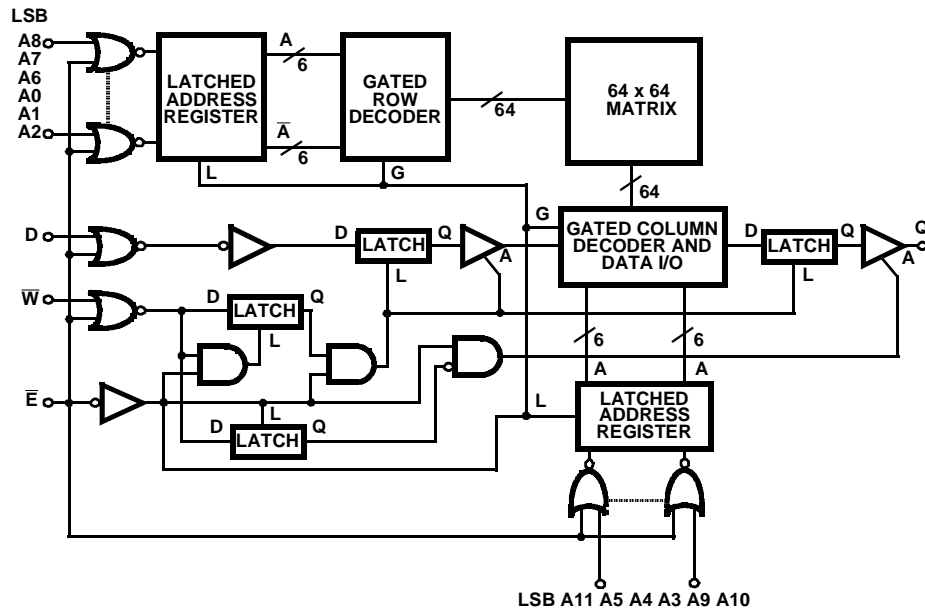 LSB
A8
A7
A6
A0
A1
A2
LATCHED
ADDRESS
REGISTER
A
6
A̅
6
GATED
ROW
DECODER
64
64 x 64
MATRIX
L
G
64
D
D
LATCH
Q
L
A
G
GATED COLUMN
DECODER AND
DATA I/O
D
LATCH
Q
L
Q
A
W̅
D
LATCH
Q
L
6
6
A
A
E̅
L
D
LATCH
Q
L
LATCHED
ADDRESS
REGISTER
LSB A11 A5 A4 A3 A9 A10